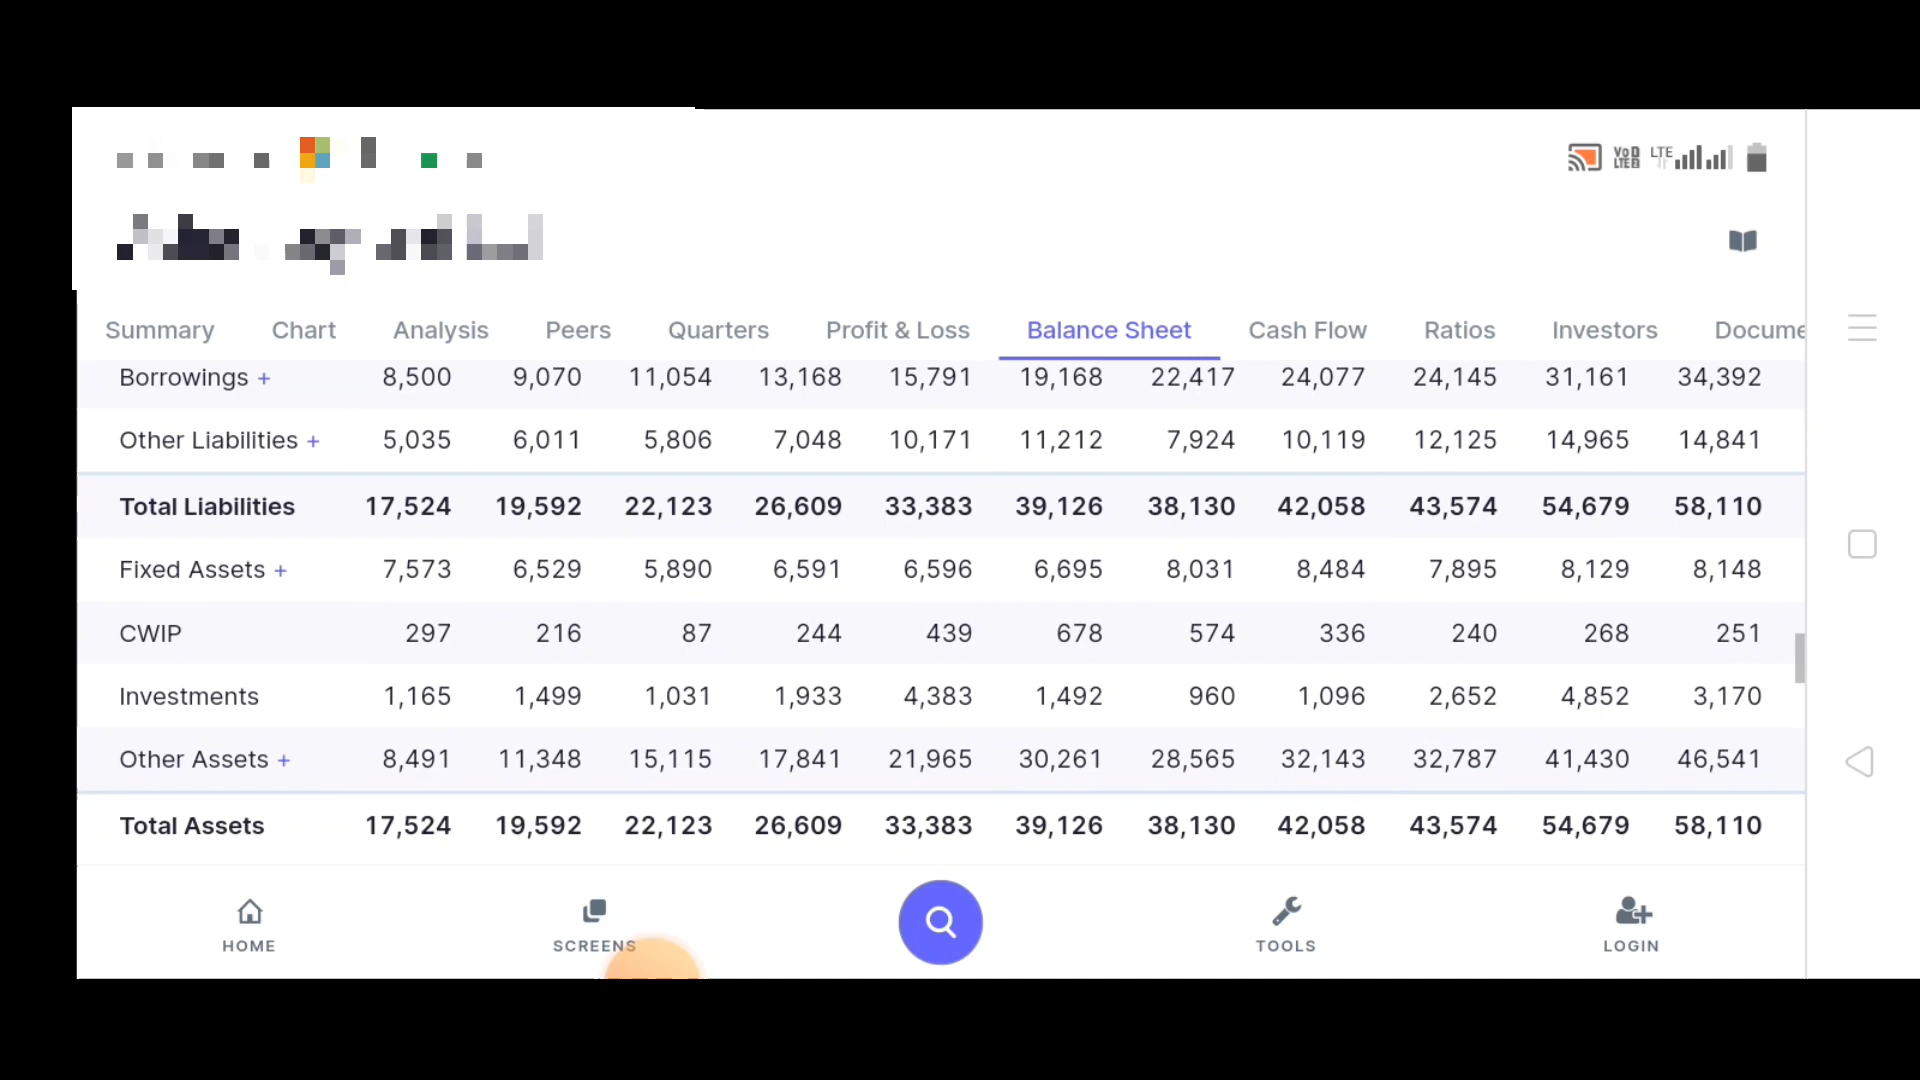 VoD LTE2 LTE
Summary Chart Analysis Peers Quarters Profit & Loss Balance Sheet Cash Flow Ratios Investors Docume
Borrowings + 8,500 9,070 11,054 13,168 15,791 19,168 22,417 24,077 24,145 31,161 34,392
Other Liabilities + 5,035 6,011 5,806 7,048 10,171 11,212 7,924 10,119 12,125 14,965 14,841
Total Liabilities 17,524 19,592 22,123 26,609 33,383 39,126 38,130 42,058 43,574 54,679 58,110
Fixed Assets + 7,573 6,529 5,890 6,591 6,596 6,695 8,031 8,484 7,895 8,129 8,148
CWIP 297 216 87 244 439 678 574 336 240 268 251
Investments 1,165 1,499 1,031 1,933 4,383 1,492 960 1,096 2,652 4,852 3,170
Other Assets + 8,491 11,348 15,115 17,841 21,965 30,261 28,565 32,143 32,787 41,430 46,541
Total Assets 17,524 19,592 22,123 26,609 33,383 39,126 38,130 42,058 43,574 54,679 58,110
HOME SCREENS TOOLS LOGIN